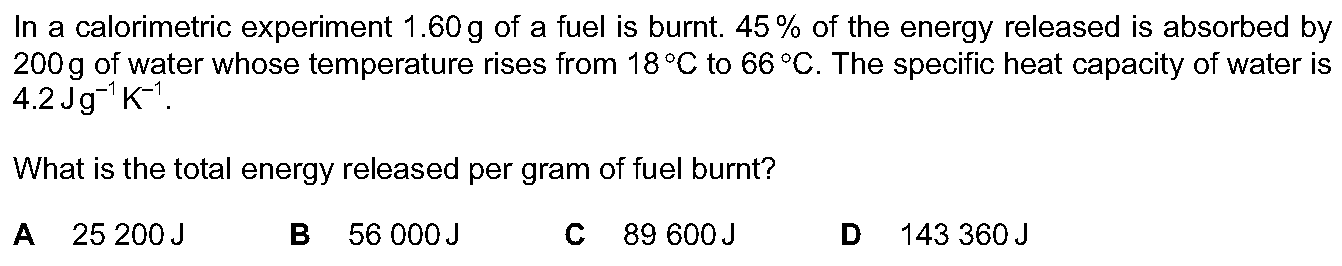 In a calorimetric experiment 1.60 g of a fuel is burnt. 45 % of the energy released is absorbed by
200 g of water whose temperature rises from 18 °C to 66 °C. The specific heat capacity of water is
4.2 J g⁻¹ K⁻¹.
What is the total energy released per gram of fuel burnt?
A 25 200 J B 56 000 J C 89 600 J D 143 360 J